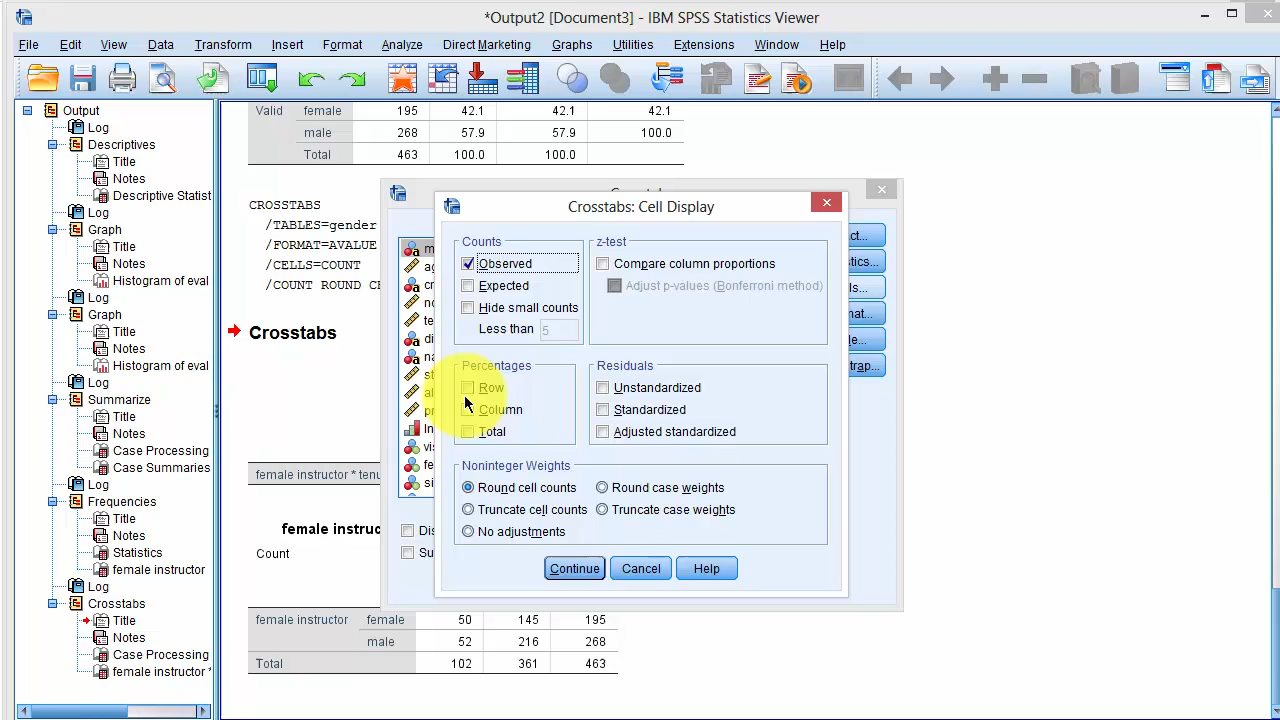 *Output2 [Document3] - IBM SPSS Statistics Viewer
File Edit View Data Transform Insert Format Analyze Direct Marketing Graphs Utilities Extensions Window Help
Output
Log
Descriptives
Title
Notes
Descriptive Statist
Log
Graph
Title
Notes
Histogram of eval
Log
Graph
Title
Notes
Histogram of eval
Log
Summarize
Title
Notes
Case Processing
Case Summaries
Log
Frequencies
Title
Notes
Statistics
female instructor
Log
Crosstabs
Title
Notes
Case Processing
female instructor *
Valid female 195 42.1 42.1 42.1
male 268 57.9 57.9 100.0
Total 463 100.0 100.0
CROSSTABS
/TABLES=gender
/FORMAT=AVALUE
/CELLS=COUNT
/COUNT ROUND CE
Crosstabs
female instructor * tenu
female instruc
Count
female instructor female 50 145 195
male 52 216 268
Total 102 361 463
Crosstabs: Cell Display
Counts
Observed
Expected
Hide small counts
Less than 5
z-test
Compare column proportions
Adjust p-values (Bonferroni method)
Percentages
Row
Column
Total
Residuals
Unstandardized
Standardized
Adjusted standardized
Noninteger Weights
Round cell counts Round case weights
Truncate cell counts Truncate case weights
No adjustments
Continue Cancel Help